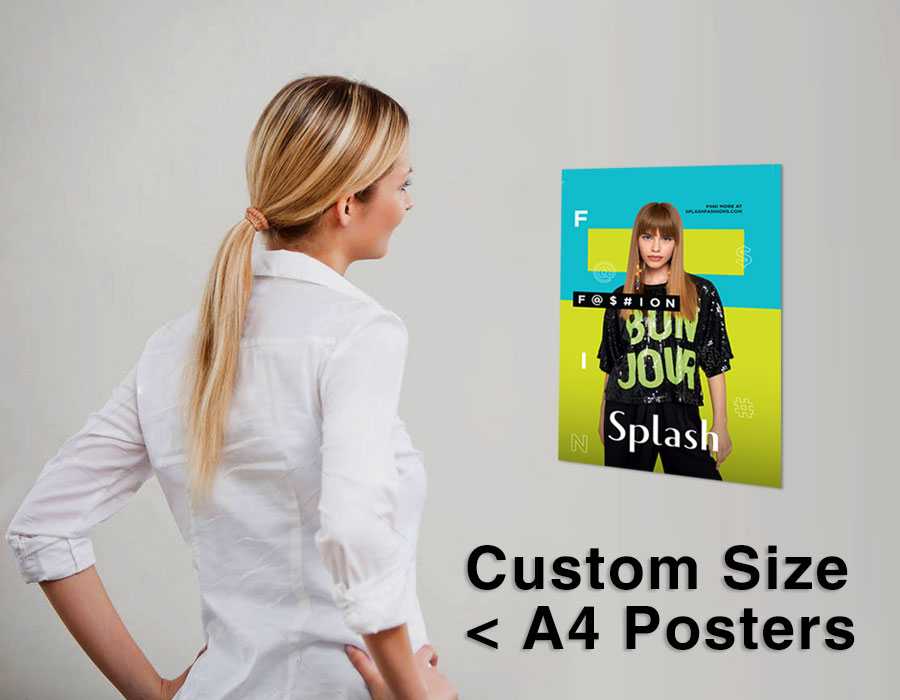 FIND MORE AT
SPLASHFASHIONS.COM
F
@
$
F@$#ION
BON
JOUR
I
#
Splash
N
Custom Size
< A4 Posters